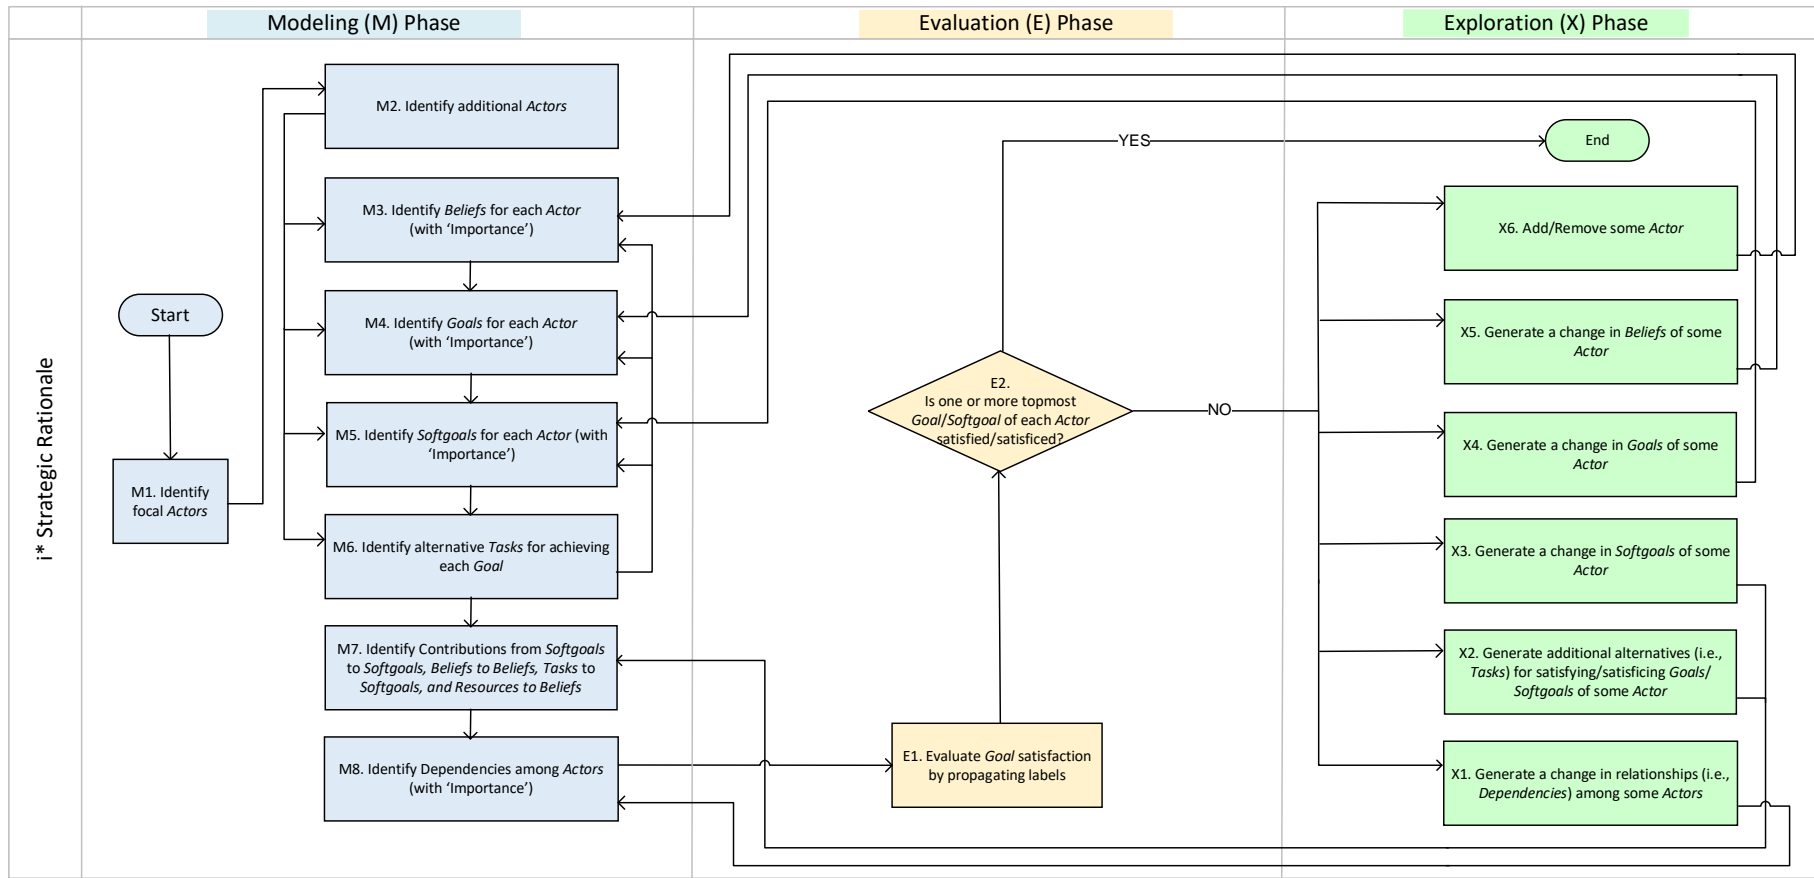 Modeling (M) Phase
Evaluation (E) Phase
Exploration (X) Phase
i* Strategic Rationale
Start
M1. Identify
focal Actors
M2. Identify additional Actors
M3. Identify Beliefs for each Actor
(with ‘Importance’)
M4. Identify Goals for each Actor
(with ‘Importance’)
M5. Identify Softgoals for each Actor (with
‘Importance’)
M6. Identify alternative Tasks for achieving
each Goal
M7. Identify Contributions from Softgoals
to Softgoals, Beliefs to Beliefs, Tasks to
Softgoals, and Resources to Beliefs
M8. Identify Dependencies among Actors
(with ‘Importance’)
E1. Evaluate Goal satisfaction
by propagating labels
E2.
Is one or more topmost
Goal/Softgoal of each Actor
satisfied/satisficed?
YES
NO
End
X6. Add/Remove some Actor
X5. Generate a change in Beliefs of some
Actor
X4. Generate a change in Goals of some
Actor
X3. Generate a change in Softgoals of some
Actor
X2. Generate additional alternatives (i.e.,
Tasks) for satisfying/satisficing Goals/
Softgoals of some Actor
X1. Generate a change in relationships (i.e.,
Dependencies) among some Actors